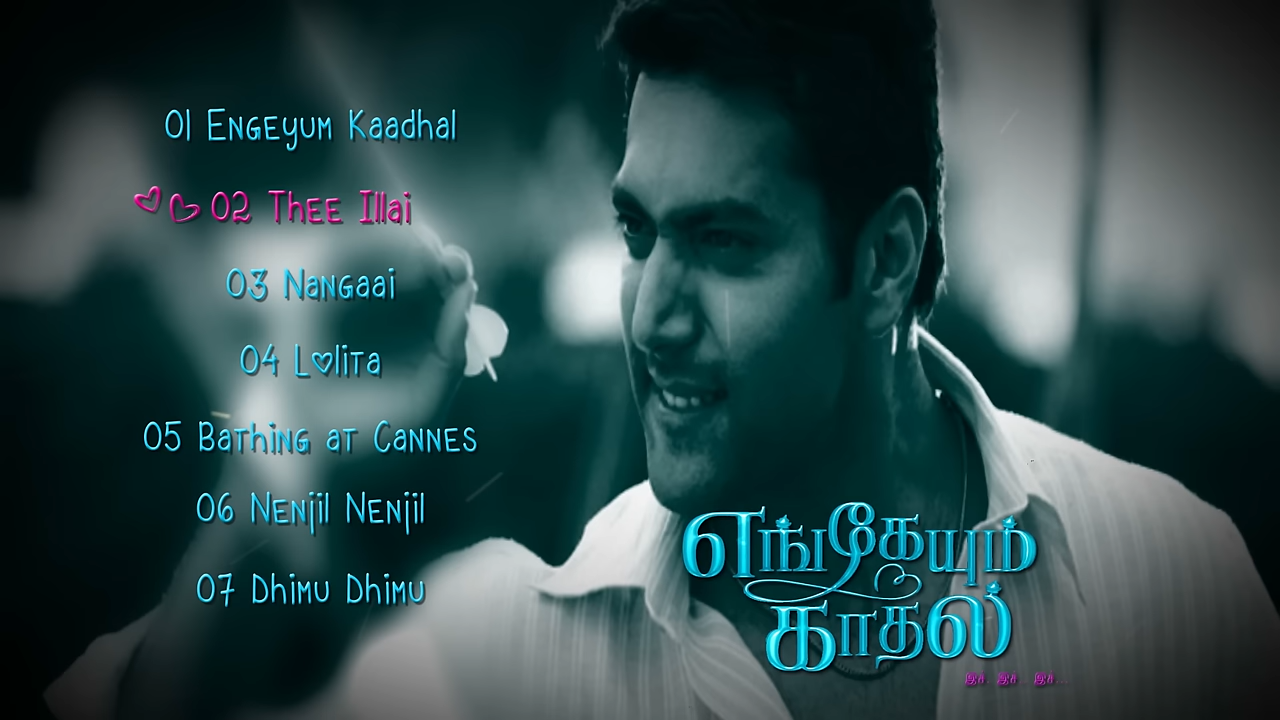 01 Engeyum Kaadhal
02 Thee Illai
03 Nangaai
04 Lolita
05 Bathing at Cannes
06 Nenjil Nenjil
07 Dhimu Dhimu
எங்கேயும்
காதல்